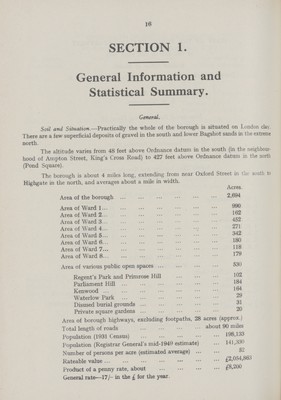 16
SECTION 1.
General Information and
Statistical Summary.
General.
Soil and Situation.—Practically the whole of the borough is situated on London clay.
There are a few superficial deposits of gravel in the south and lower Bagshot sands in the extreme
north.
The altitude varies from 48 feet above Ordnance datum in the south (in the neighbour-
hood of Ampton Street, King's Cross Road) to 427 feet above Ordnance datum in the north
(Pond Square).
The borough is about 4 miles long, extending from near Oxford Street in the south to
Highgate in the north, and averages about a mile in width.
Acres
Area of the borough ... 2,694
Area of Ward 1 ... 990
Area of Ward 2 ... 162
Area of Ward 3 ... 452
Area of Ward 4 ... 271
Area of Ward 5 ... 342
Area of Ward 6 ... 180
Area of Ward 7 ... 118
Area of Ward 8 ... 179
Area of various public open spaces ... 530
Regent's Park and Primrose Hill ... 102
Parliament Hill ... 184
Kenwood ... 164
Waterlow Park ... 29
Disused burial grounds ... 31
Private square gardens ... 20
Area of borough highways, excluding footpaths, 28 acres (approx.)
Total length of roads ... about 90 miles
Population (1931 Census) ... 198,133
Population (Registrar General's mid-1949 estimate)
Number of persons per acre (estimated average) ...
Rateable value ...
Product of a penny rate, about ... £8,200
General rate—17/- in the £ for the year.